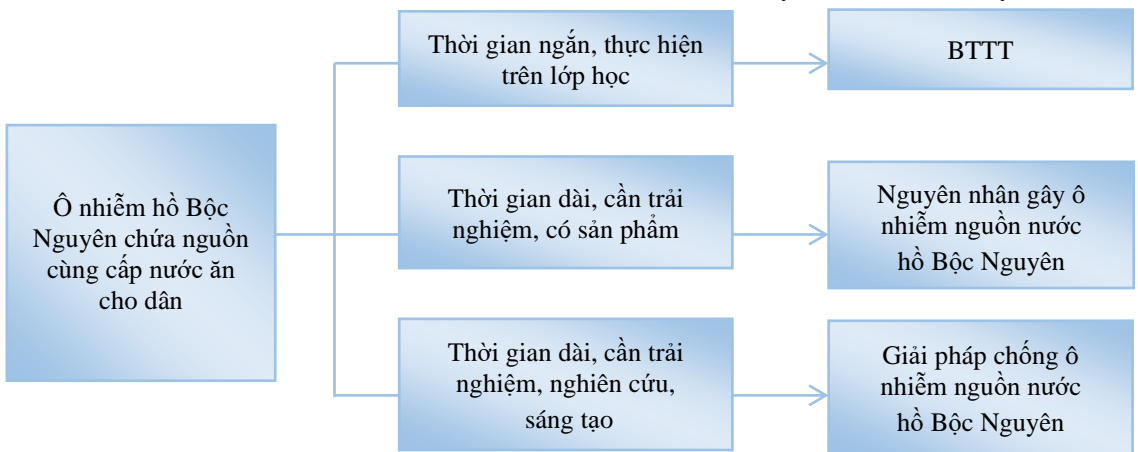 Thời gian ngắn, thực hiện
trên lớp học
BTTT
Ô nhiễm hồ Bộc
Nguyên chứa nguồn
cùng cấp nước ăn
cho dân
Thời gian dài, cần trải
nghiệm, có sản phẩm
Nguyên nhân gây ô
nhiễm nguồn nước
hồ Bộc Nguyên
Thời gian dài, cần trải
nghiệm, nghiên cứu,
sáng tạo
Giải pháp chống ô
nhiễm nguồn nước
hồ Bộc Nguyên